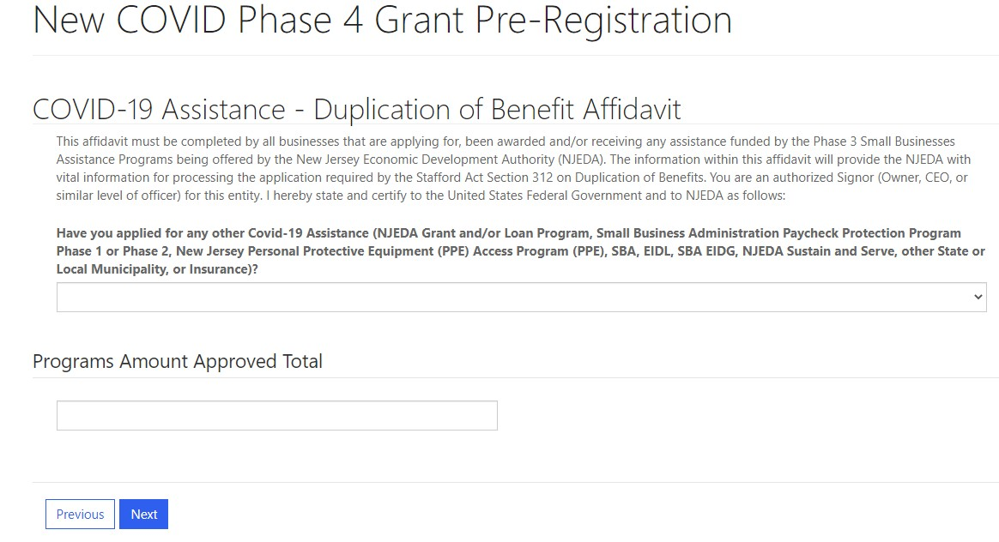 New COVID Phase 4 Grant Pre-Registration
COVID-19 Assistance - Duplication of Benefit Affidavit
This affidavit must be completed by all businesses that are applying for, been awarded and/or receiving any assistance funded by the Phase 3 Small Businesses
Assistance Programs being offered by the New Jersey Economic Development Authority (NJEDA). The information within this affidavit will provide the NJEDA with
vital information for processing the application required by the Stafford Act Section 312 on Duplication of Benefits. You are an authorized Signor (Owner, CEO, or
similar level of officer) for this entity. I hereby state and certify to the United States Federal Government and to NJEDA as follows:
Have you applied for any other Covid-19 Assistance (NJEDA Grant and/or Loan Program, Small Business Administration Paycheck Protection Program
Phase 1 or Phase 2, New Jersey Personal Protective Equipment (PPE) Access Program (PPE), SBA, EIDL, SBA EIDG, NJEDA Sustain and Serve, other State or
Local Municipality, or Insurance)?
Programs Amount Approved Total
Previous Next